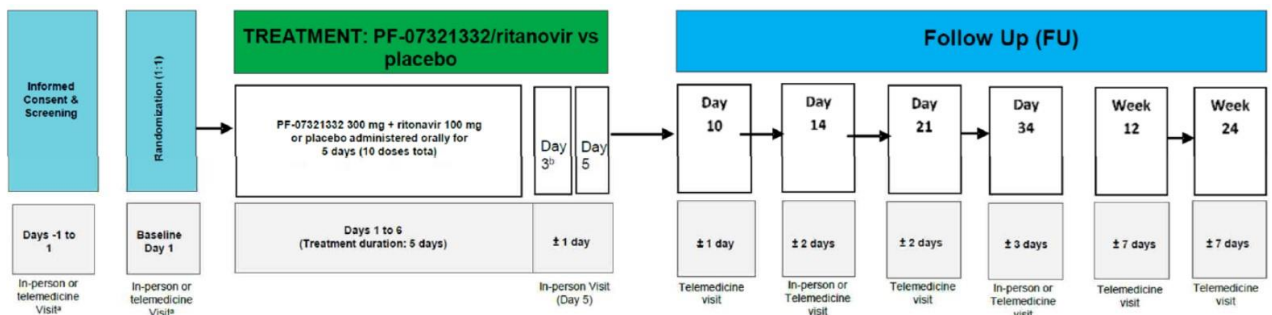 Informed
Consent &
Screening
Days -1 to
1
In-person or
telemedicine
Visitᵃ
Randomization (1:1)
Baseline
Day 1
In-person or
telemedicine
Visitᵃ
TREATMENT: PF-07321332/ritanovir vs
placebo
PF-07321332 300 mg + ritonavir 100 mg
or placebo administered orally for
5 days (10 doses tota)
Day
3ᵇ
Day
5
Days 1 to 6
(Treatment duration: 5 days)
± 1 day
In-person Visit
(Day 5)
Follow Up (FU)
Day
10
± 1 day
Telemedicine
visit
Day
14
± 2 days
In-person or
Telemedicine
visit
Day
21
± 2 days
Telemedicine
visit
Day
34
± 3 days
In-person or
Telemedicine
visit
Week
12
± 7 days
Telemedicine
visit
Week
24
± 7 days
Telemedicine
visit